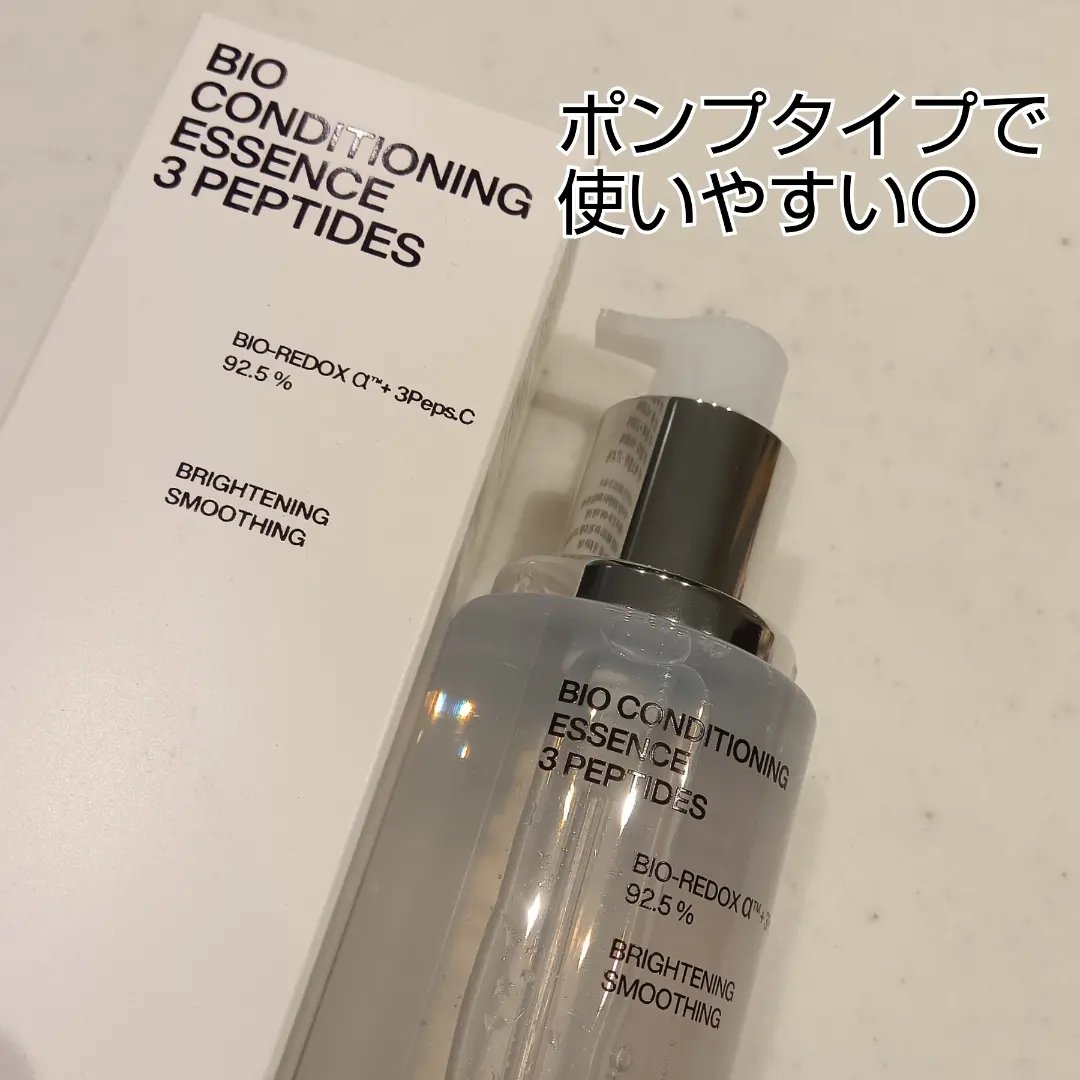 BIO
CONDITIONING
ESSENCE
3 PEPTIDES
BIO-REDOX α™+ 3Peps.C
92.5 %
BRIGHTENING
SMOOTHING
ポンプタイプで
使いやすい〇
BIO CONDITIONING
ESSENCE
3 PEPTIDES
BIO-REDOX α™+
92.5 %
BRIGHTENING
SMOOTHING